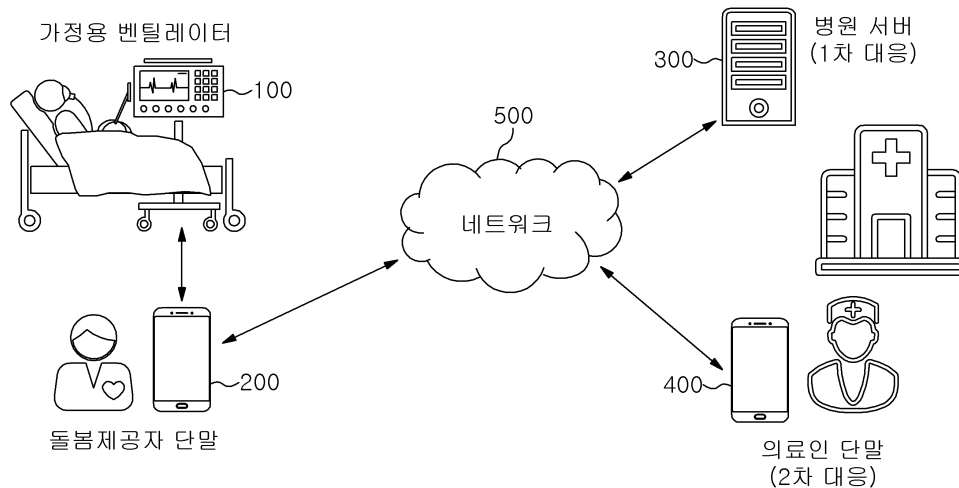 가정용 벤틸레이터
100
300
병원 서버
(1차 대응)
500
네트워크
200
돌봄제공자 단말
400
의료인 단말
(2차 대응)